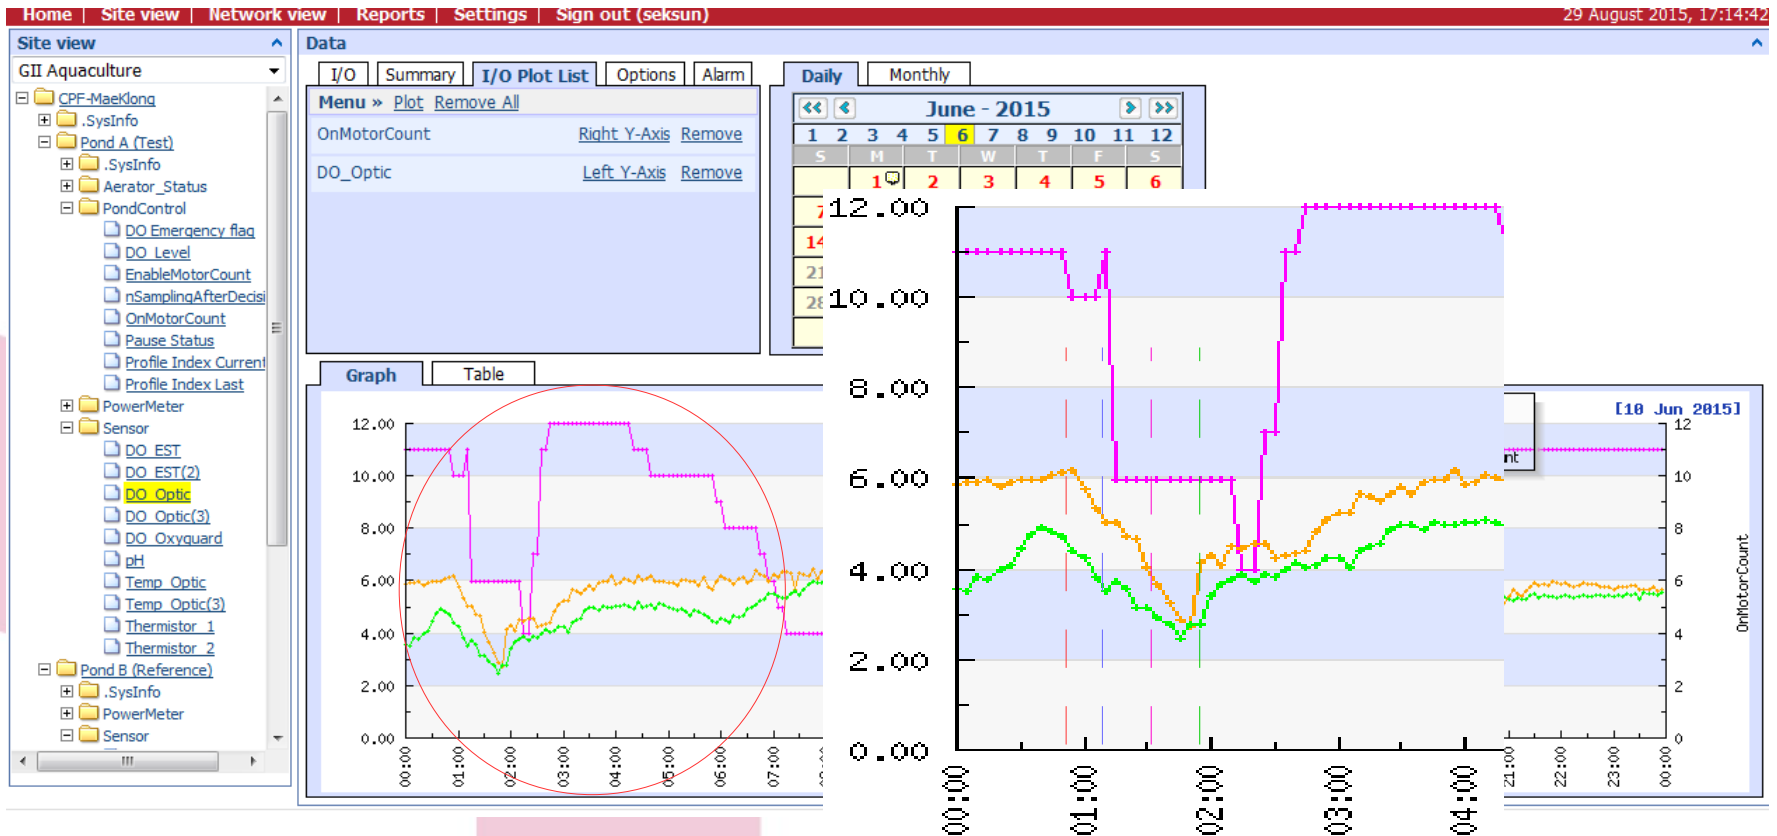 Home | Site view | Network view | Reports | Settings | Sign out (seksun)
29 August 2015, 17:14:42
Site view
GII Aquaculture
CPF-MaeKlong
.SysInfo
Pond A (Test)
.SysInfo
Aerator_Status
PondControl
DO Emergency flag
DO_Level
EnableMotorCount
nSamplingAfterDecisi
OnMotorCount
Pause Status
Profile Index Current
Profile Index Last
PowerMeter
Sensor
DO_EST
DO_EST(2)
DO_Optic
DO_Optic(3)
DO_Oxyguard
pH
Temp_Optic
Temp_Optic(3)
Thermistor_1
Thermistor_2
Pond B (Reference)
.SysInfo
PowerMeter
Sensor
Data
I/O Summary I/O Plot List Options Alarm
Menu » Plot Remove All
OnMotorCount Right Y-Axis Remove
DO_Optic Left Y-Axis Remove
Daily Monthly
<< < June - 2015 > >>
1 2 3 4 5 6 7 8 9 10 11 12
S M T W T F S
1 2 3 4 5 6
7
14
21
28
Graph Table
12.00
10.00
8.00
6.00
4.00
2.00
0.00
00:00 01:00 02:00 03:00 04:00 05:00 06:00 07:00
12.00
10.00
8.00
6.00
4.00
2.00
0.00
00:00 01:00 02:00 03:00 04:00
nt
[10 Jun 2015]
12
10
8
6
4
2
0
OnMotorCount
21:00 22:00 23:00 00:00